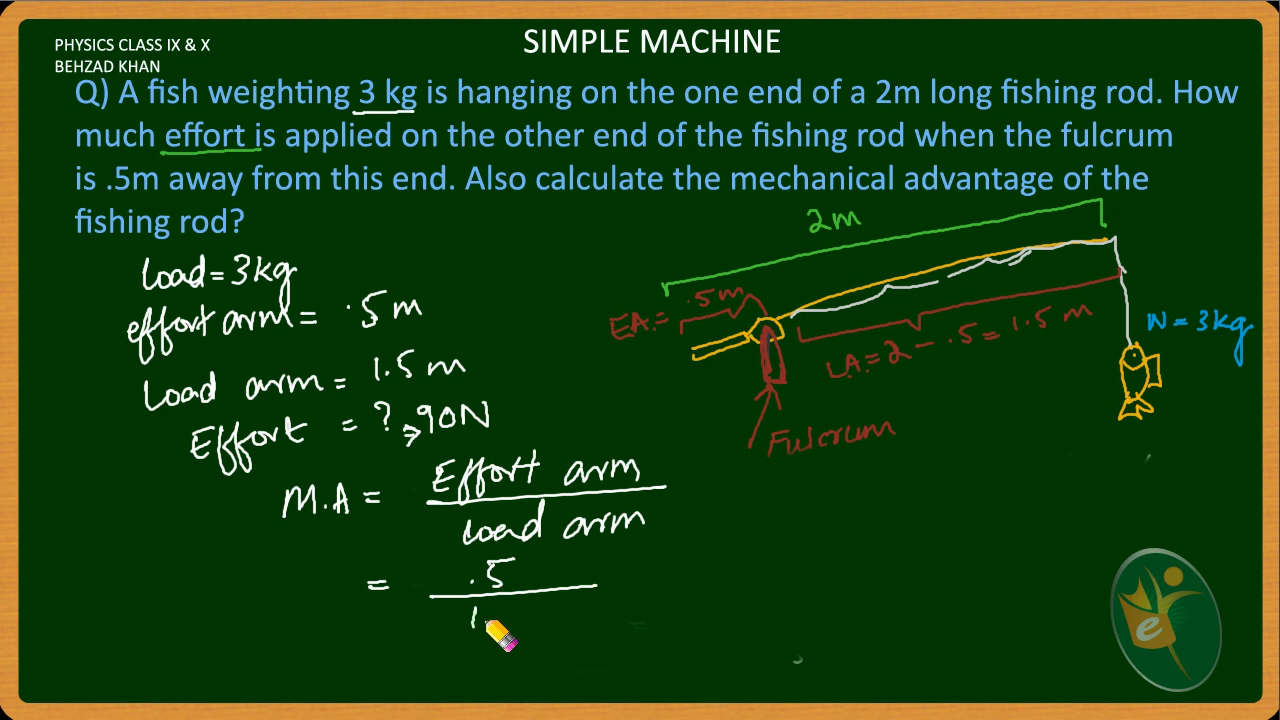 PHYSICS CLASS IX & X
BEHZAD KHAN
SIMPLE MACHINE
Q) A fish weighting 3 kg is hanging on the one end of a 2m long fishing rod. How
much effort is applied on the other end of the fishing rod when the fulcrum
is .5m away from this end. Also calculate the mechanical advantage of the
fishing rod?
2m
Load = 3kg
effort arm = .5 m
Load arm = 1.5 m
Effort = ? → 90N
M.A = Effort arm
Load arm
= .5
1
.5 m
EA. =
L.A. = 2 - .5 = 1.5 m
W = 3 kg
Fulcrum
e